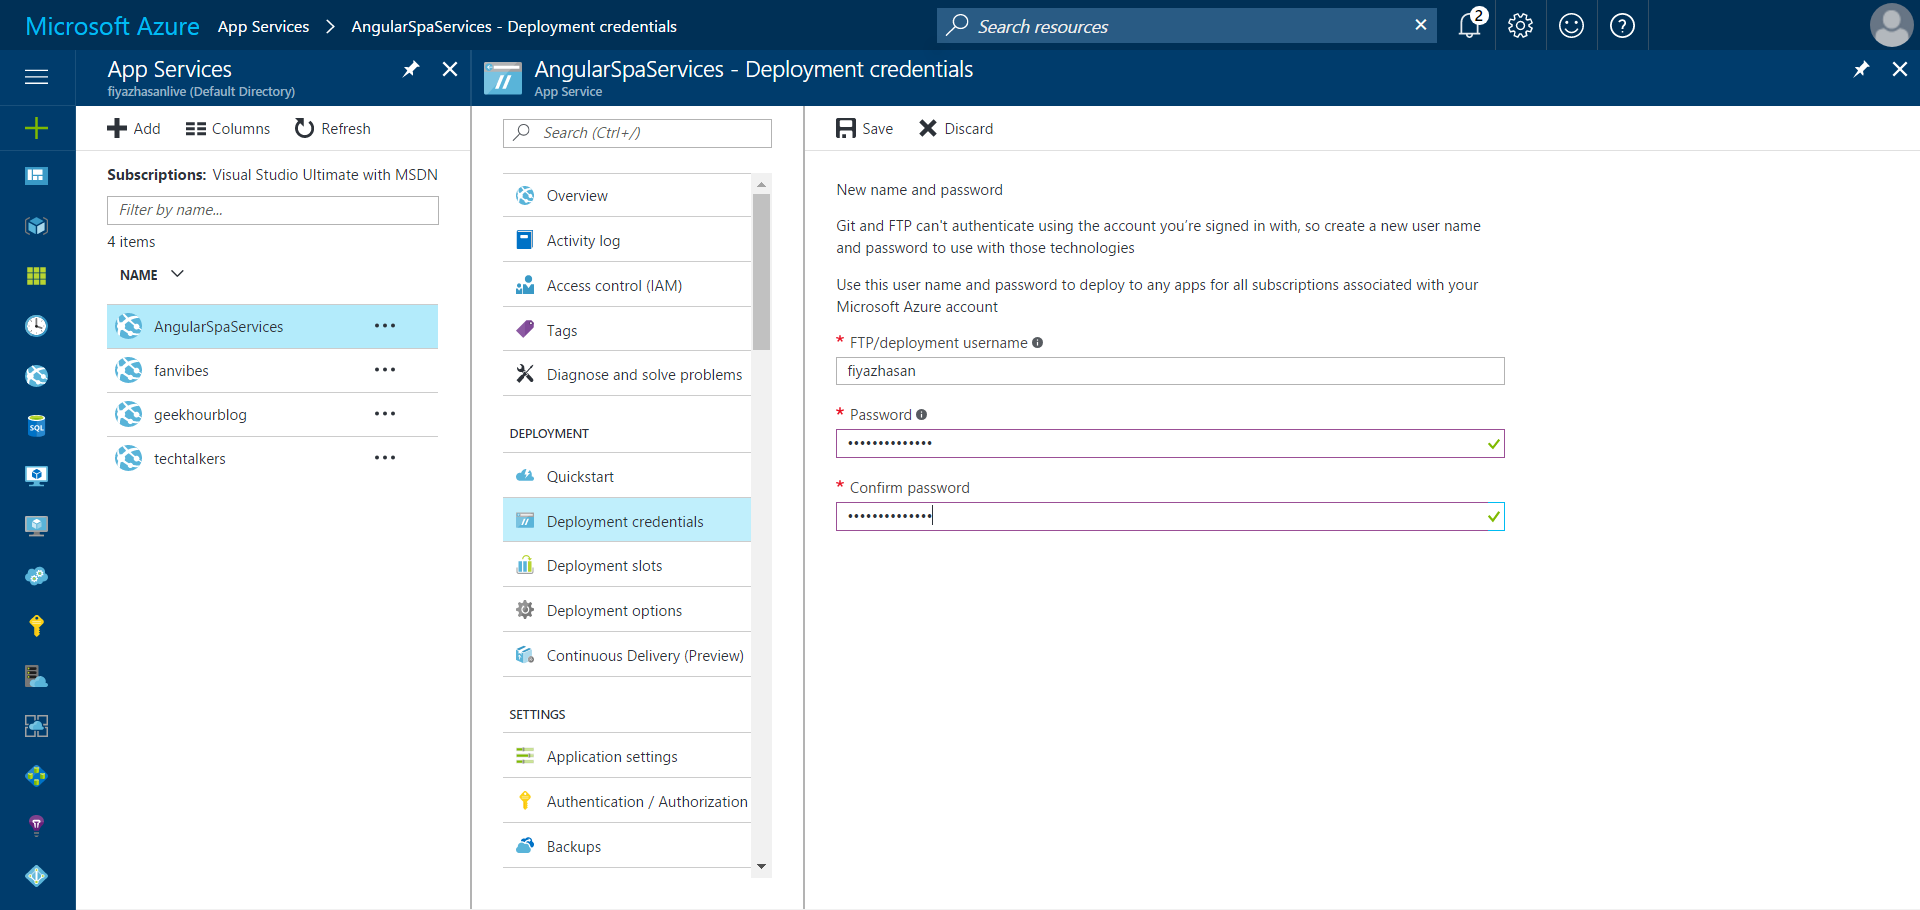 Microsoft Azure App Services > AngularSpaServices - Deployment credentials
Search resources
2
App Services
fiyazhasanlive (Default Directory)
AngularSpaServices - Deployment credentials
App Service
Add Columns Refresh
Subscriptions: Visual Studio Ultimate with MSDN
Filter by name...
4 items
NAME
AngularSpaServices
fanvibes
geekhourblog
techtalkers
SQL
Search (Ctrl+/)
Overview
Activity log
Access control (IAM)
Tags
Diagnose and solve problems
DEPLOYMENT
Quickstart
Deployment credentials
Deployment slots
Deployment options
Continuous Delivery (Preview)
SETTINGS
Application settings
Authentication / Authorization
Backups
Save Discard
New name and password
Git and FTP can't authenticate using the account you’re signed in with, so create a new user name
and password to use with those technologies
Use this user name and password to deploy to any apps for all subscriptions associated with your
Microsoft Azure account
* FTP/deployment username
fiyazhasan
* Password
••••••••••••••
* Confirm password
••••••••••••••